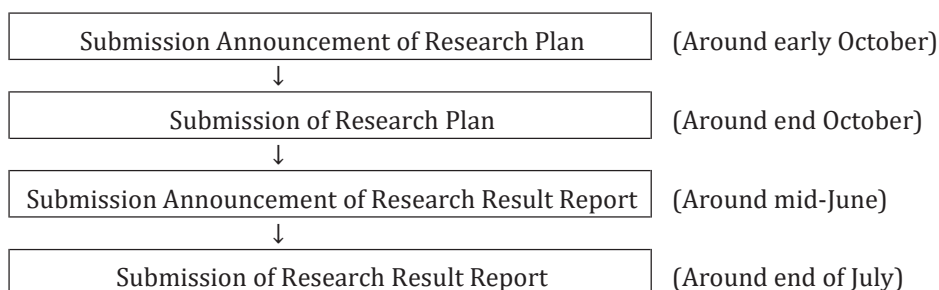 Submission Announcement of Research Plan (Around early October)
↓
Submission of Research Plan (Around end October)
↓
Submission Announcement of Research Result Report (Around mid-June)
↓
Submission of Research Result Report (Around end of July)